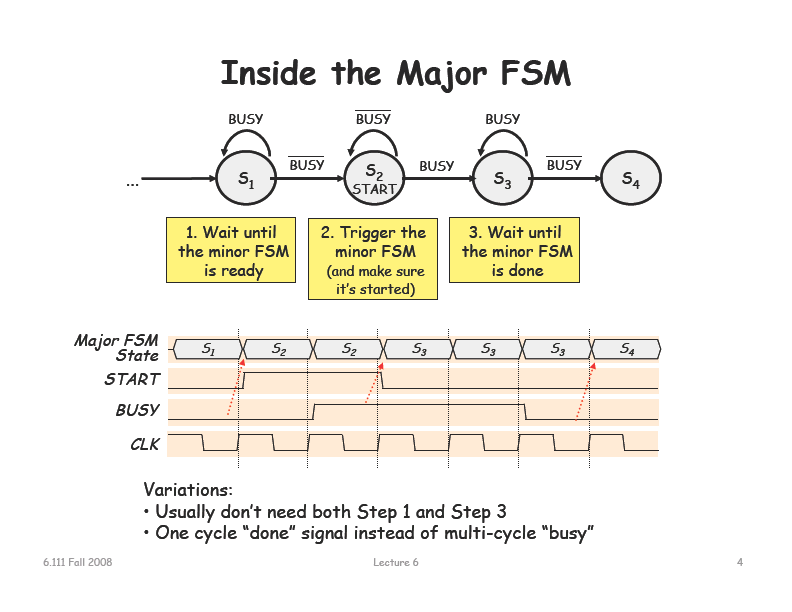 Inside the Major FSM
BUSY
B̅U̅S̅Y̅
BUSY
... S1 B̅U̅S̅Y̅ S2 START BUSY S3 B̅U̅S̅Y̅ S4
1. Wait until
the minor FSM
is ready
2. Trigger the
minor FSM
(and make sure
it's started)
3. Wait until
the minor FSM
is done
Major FSM
State
S1 S2 S2 S3 S3 S3 S4
START
BUSY
CLK
Variations:
• Usually don't need both Step 1 and Step 3
• One cycle “done” signal instead of multi-cycle “busy”
6.111 Fall 2008 Lecture 6 4